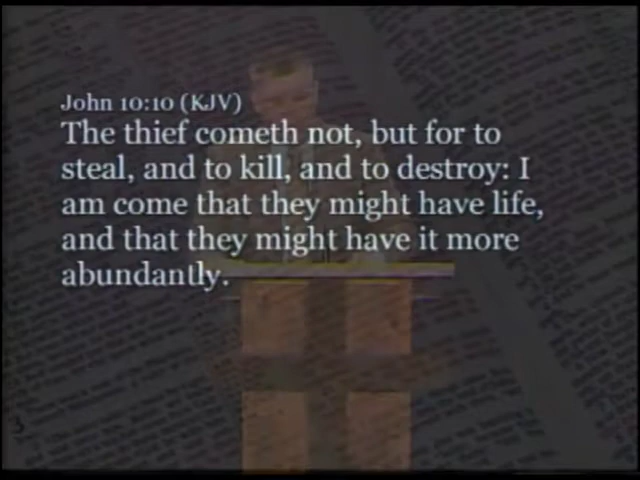 John 10:10 (KJV)
The thief cometh not, but for to
steal, and to kill, and to destroy: I
am come that they might have life,
and that they might have it more
abundantly.